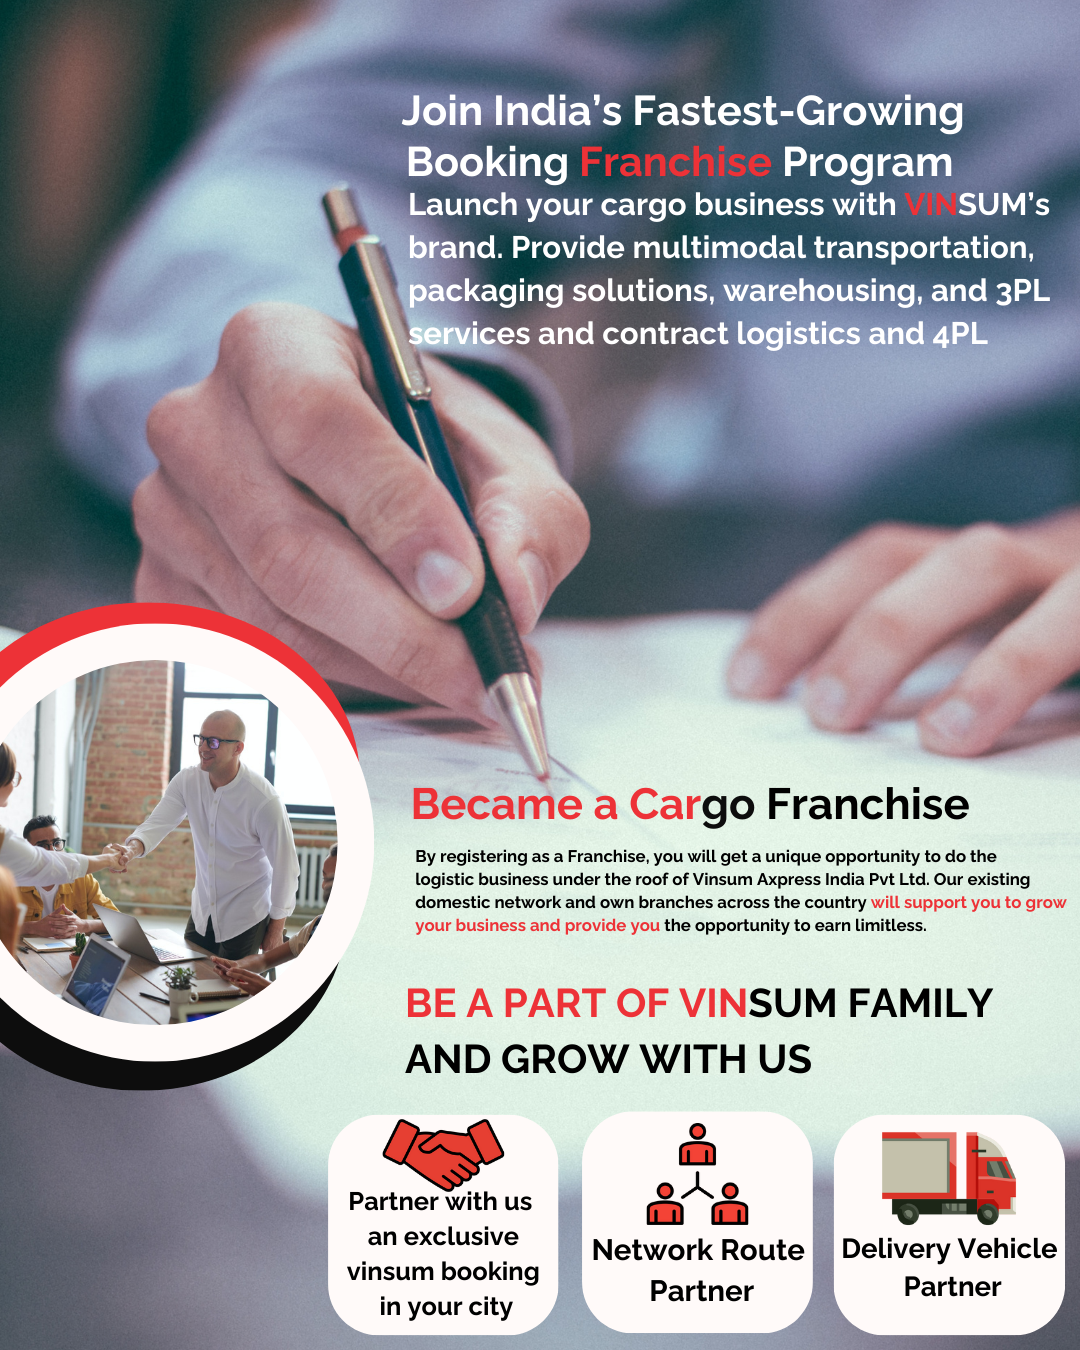 Join India’s Fastest-Growing
Booking Franchise Program
Launch your cargo business with VINSUM’s
brand. Provide multimodal transportation,
packaging solutions, warehousing, and 3PL
services and contract logistics and 4PL
Became a Cargo Franchise
By registering as a Franchise, you will get a unique opportunity to do the
logistic business under the roof of Vinsum Axpress India Pvt Ltd. Our existing
domestic network and own branches across the country will support you to grow
your business and provide you the opportunity to earn limitless.
BE A PART OF VINSUM FAMILY
AND GROW WITH US
Partner with us
an exclusive
vinsum booking
in your city
Network Route
Partner
Delivery Vehicle
Partner